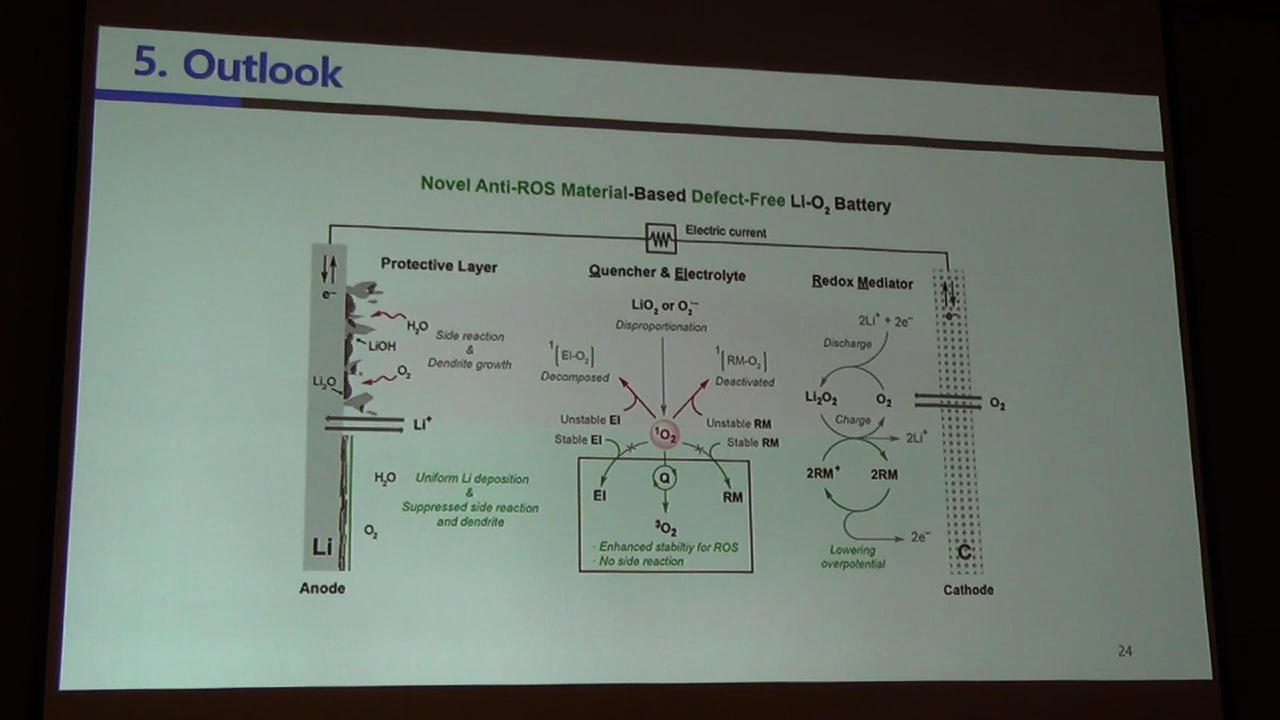 5. Outlook
Novel Anti-ROS Material-Based Defect-Free Li-O₂ Battery
Electric current
Protective Layer
Quencher & Electrolyte
Redox Mediator
e⁻
H₂O
LiOH
O₂
Li₂O
Side reaction
&
Dendrite growth
Li⁺
H₂O
O₂
Uniform Li deposition
&
Suppressed side reaction
and dendrite
Li
Anode
LiO₂ or O₂·⁻
Disproportionation
¹[El-O₂]
Decomposed
¹[RM-O₂]
Deactivated
Unstable El
Stable El
¹O₂
Unstable RM
Stable RM
El
Q
RM
³O₂
· Enhanced stabiltiy for ROS
· No side reaction
2Li⁺ + 2e⁻
Discharge
Li₂O₂
O₂
Charge
2Li⁺
2RM⁺
2RM
2e⁻
Lowering
overpotential
e⁻
O₂
C
Cathode
24